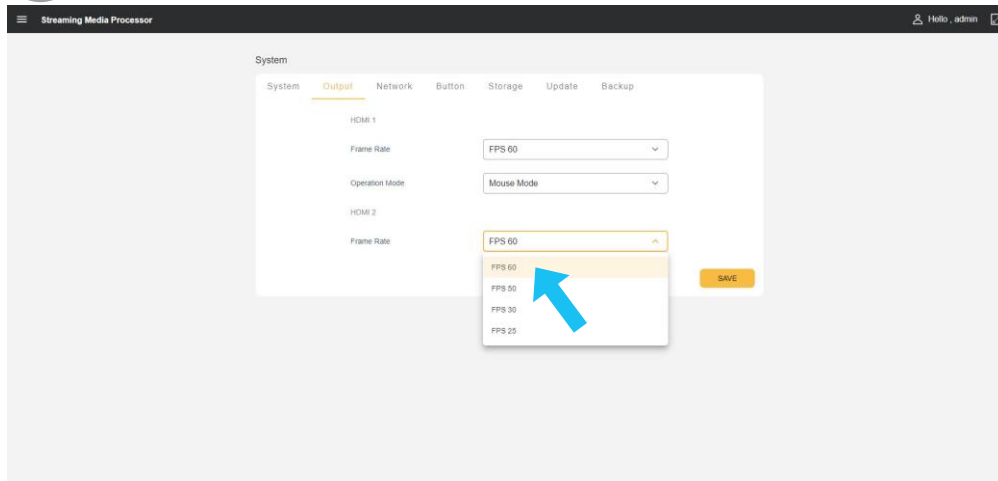 Streaming Media Processor Hello , admin
System
System Output Network Button Storage Update Backup
HDMI 1
Frame Rate FPS 60
Operation Mode Mouse Mode
HDMI 2
Frame Rate FPS 60
FPS 60
SAVE
FPS 50
FPS 30
FPS 25